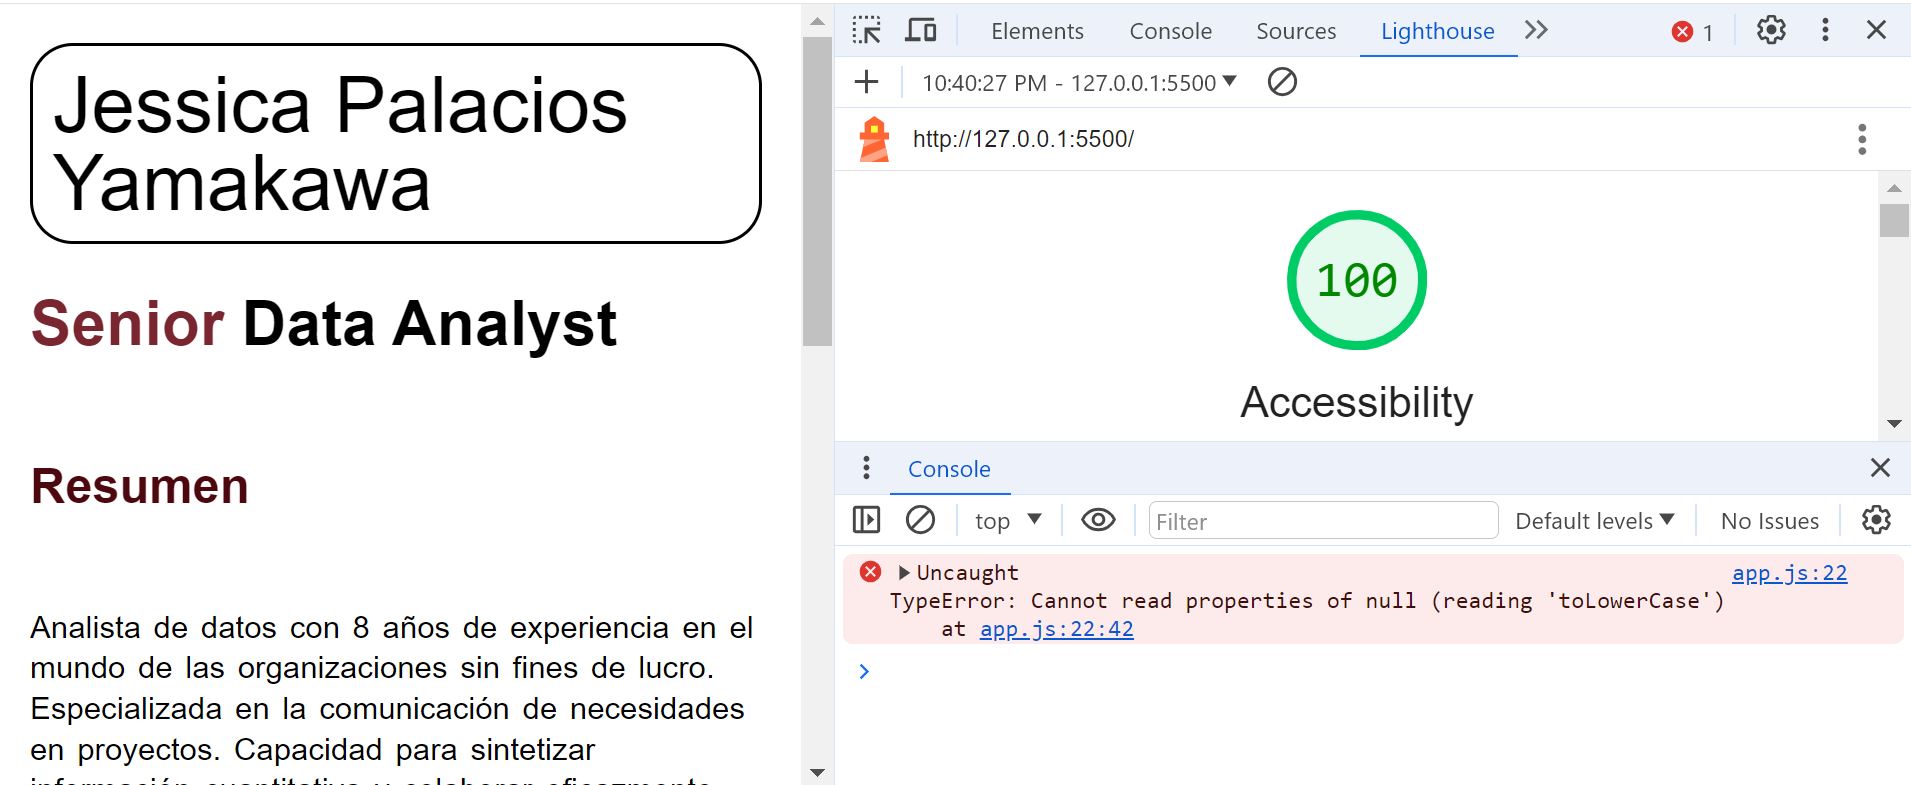 Jessica Palacios
Yamakawa
Senior Data Analyst
Resumen
Analista de datos con 8 años de experiencia en el
mundo de las organizaciones sin fines de lucro.
Especializada en la comunicación de necesidades
en proyectos. Capacidad para sintetizar
información cuantitativa y colaborar eficazmente
Elements Console Sources Lighthouse 1
10:40:27 PM - 127.0.0.1:5500
http://127.0.0.1:5500/
100
Accessibility
Console
top Filter Default levels No Issues
Uncaught app.js:22
TypeError: Cannot read properties of null (reading 'toLowerCase')
at app.js:22:42